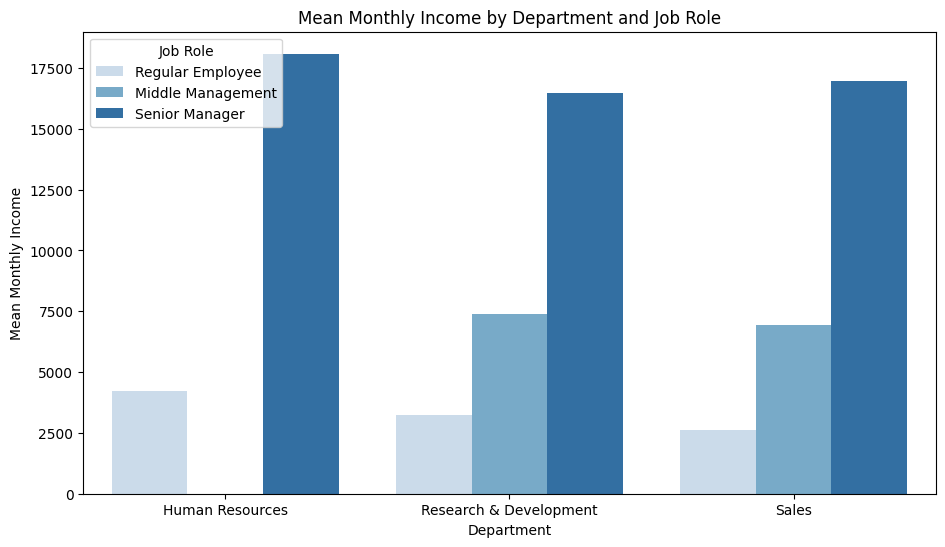 Mean Monthly Income by Department and Job Role
Job Role
Regular Employee
Middle Management
Senior Manager
Mean Monthly Income
17500
15000
12500
10000
7500
5000
2500
0
Human Resources
Research & Development
Sales
Department